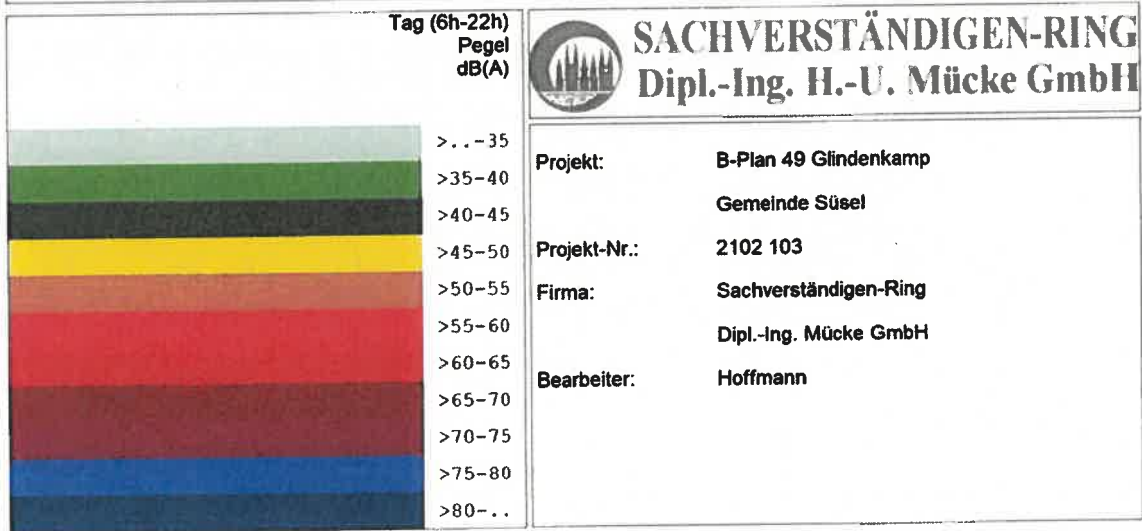 Tag (6h-22h)
Pegel
dB(A)
>..-35
>35-40
>40-45
>45-50
>50-55
>55-60
>60-65
>65-70
>70-75
>75-80
>80-..
SACHVERSTÄNDIGEN-RING
Dipl.-Ing. H.-U. Mücke GmbH
Projekt: B-Plan 49 Glindenkamp
Gemeinde Süsel
Projekt-Nr.: 2102 103
Firma: Sachverständigen-Ring
Dipl.-Ing. Mücke GmbH
Bearbeiter: Hoffmann